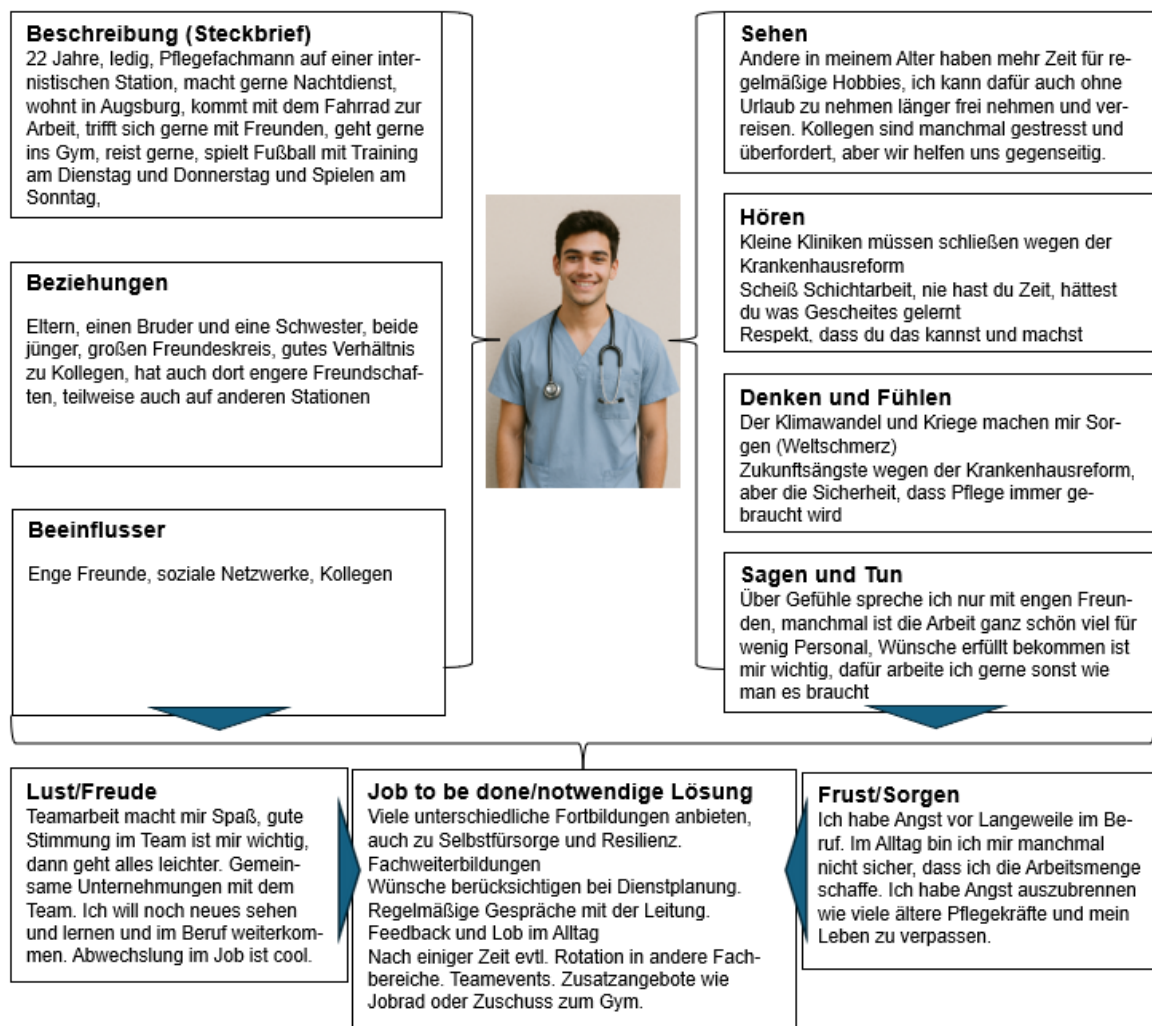 Beschreibung (Steckbrief)
22 Jahre, ledig, Pflegefachmann auf einer inter-
nistischen Station, macht gerne Nachtdienst,
wohnt in Augsburg, kommt mit dem Fahrrad zur
Arbeit, trifft sich gerne mit Freunden, geht gerne
ins Gym, reist gerne, spielt Fußball mit Training
am Dienstag und Donnerstag und Spielen am
Sonntag,
Beziehungen
Eltern, einen Bruder und eine Schwester, beide
jünger, großen Freundeskreis, gutes Verhältnis
zu Kollegen, hat auch dort engere Freundschaf-
ten, teilweise auch auf anderen Stationen
Beeinflusser
Enge Freunde, soziale Netzwerke, Kollegen
Sehen
Andere in meinem Alter haben mehr Zeit für re-
gelmäßige Hobbies, ich kann dafür auch ohne
Urlaub zu nehmen länger frei nehmen und ver-
reisen. Kollegen sind manchmal gestresst und
überfordert, aber wir helfen uns gegenseitig.
Hören
Kleine Kliniken müssen schließen wegen der
Krankenhausreform
Scheiß Schichtarbeit, nie hast du Zeit, hättest
du was Gescheites gelernt
Respekt, dass du das kannst und machst
Denken und Fühlen
Der Klimawandel und Kriege machen mir Sor-
gen (Weltschmerz)
Zukunftsängste wegen der Krankenhausreform,
aber die Sicherheit, dass Pflege immer ge-
braucht wird
Sagen und Tun
Über Gefühle spreche ich nur mit engen Freun-
den, manchmal ist die Arbeit ganz schön viel für
wenig Personal, Wünsche erfüllt bekommen ist
mir wichtig, dafür arbeite ich gerne sonst wie
man es braucht
Lust/Freude
Teamarbeit macht mir Spaß, gute
Stimmung im Team ist mir wichtig,
dann geht alles leichter. Gemein-
same Unternehmungen mit dem
Team. Ich will noch neues sehen
und lernen und im Beruf weiterkom-
men. Abwechslung im Job ist cool.
Job to be done/notwendige Lösung
Viele unterschiedliche Fortbildungen anbieten,
auch zu Selbstfürsorge und Resilienz.
Fachweiterbildungen
Wünsche berücksichtigen bei Dienstplanung.
Regelmäßige Gespräche mit der Leitung.
Feedback und Lob im Alltag
Nach einiger Zeit evtl. Rotation in andere Fach-
bereiche. Teamevents. Zusatzangebote wie
Jobrad oder Zuschuss zum Gym.
Frust/Sorgen
Ich habe Angst vor Langeweile im Be-
ruf. Im Alltag bin ich mir manchmal
nicht sicher, dass ich die Arbeitsmenge
schaffe. Ich habe Angst auszubrennen
wie viele ältere Pflegekräfte und mein
Leben zu verpassen.